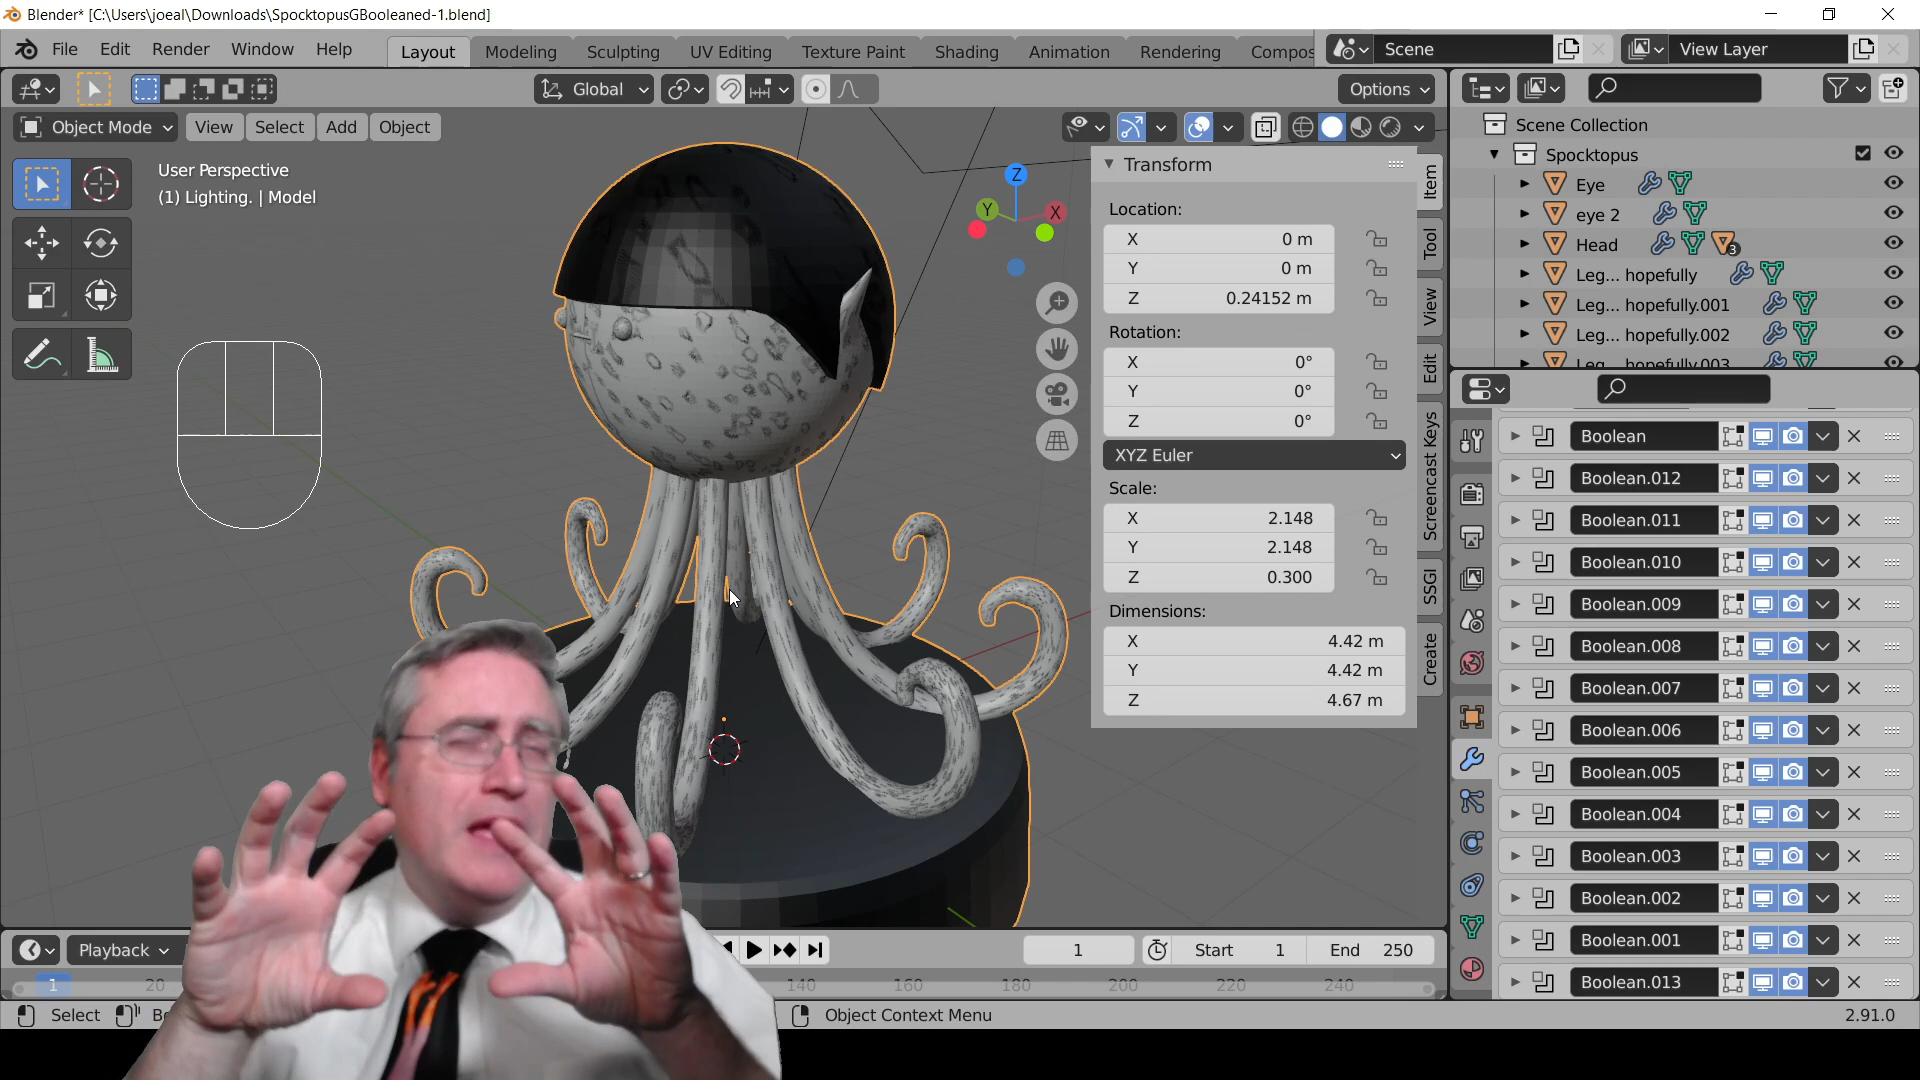 Blender* [C:\Users\joeal\Downloads\SpocktopusGBooleaned-1.blend]
File Edit Render Window Help
Layout Modeling Sculpting UV Editing Texture Paint Shading Animation Rendering Compos
Scene
View Layer
Global
Options
Object Mode View Select Add Object
User Perspective
(1) Lighting. | Model
Z
Y
X
Transform
Location:
X 0 m
Y 0 m
Z 0.24152 m
Rotation:
X 0°
Y 0°
Z 0°
XYZ Euler
Scale:
X 2.148
Y 2.148
Z 0.300
Dimensions:
X 4.42 m
Y 4.42 m
Z 4.67 m
Item
Tool
View
Edit
Screencast Keys
SSGI
Create
Scene Collection
Spocktopus
Eye
eye 2
Head 3
Leg... hopefully
Leg... hopefully.001
Leg... hopefully.002
Leg... hopefully.003
Boolean
Boolean.012
Boolean.011
Boolean.010
Boolean.009
Boolean.008
Boolean.007
Boolean.006
Boolean.005
Boolean.004
Boolean.003
Boolean.002
Boolean.001
Boolean.013
Playback
1
Start 1
End 250
1 20 140 160 180 200 220 240
Select
Object Context Menu
2.91.0